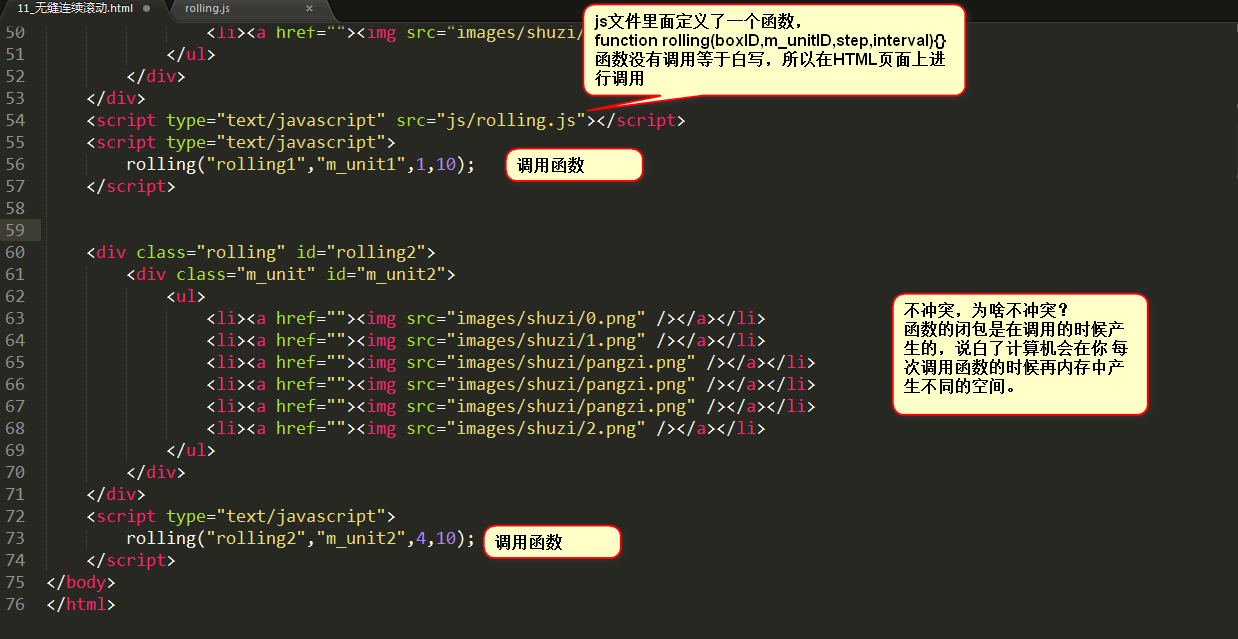 11_无缝连续滚动.html
rolling.js
50 <li><a href=""><img src="images/shuzi/
51 </ul>
52 </div>
53 </div>
54 <script type="text/javascript" src="js/rolling.js"></script>
55 <script type="text/javascript">
56 rolling("rolling1","m_unit1",1,10);
57 </script>
58
59
60 <div class="rolling" id="rolling2">
61 <div class="m_unit" id="m_unit2">
62 <ul>
63 <li><a href=""><img src="images/shuzi/0.png" /></a></li>
64 <li><a href=""><img src="images/shuzi/1.png" /></a></li>
65 <li><a href=""><img src="images/shuzi/pangzi.png" /></a></li>
66 <li><a href=""><img src="images/shuzi/pangzi.png" /></a></li>
67 <li><a href=""><img src="images/shuzi/pangzi.png" /></a></li>
68 <li><a href=""><img src="images/shuzi/2.png" /></a></li>
69 </ul>
70 </div>
71 </div>
72 <script type="text/javascript">
73 rolling("rolling2","m_unit2",4,10);
74 </script>
75 </body>
76 </html>
js文件里面定义了一个函数，
function rolling(boxID,m_unitID,step,interval){}
函数没有调用等于白写，所以在HTML页面上进
行调用
调用函数
不冲突，为啥不冲突？
函数的闭包是在调用的时候产
生的，说白了计算机会在你 每
次调用函数的时候再内存中产
生不同的空间。
调用函数